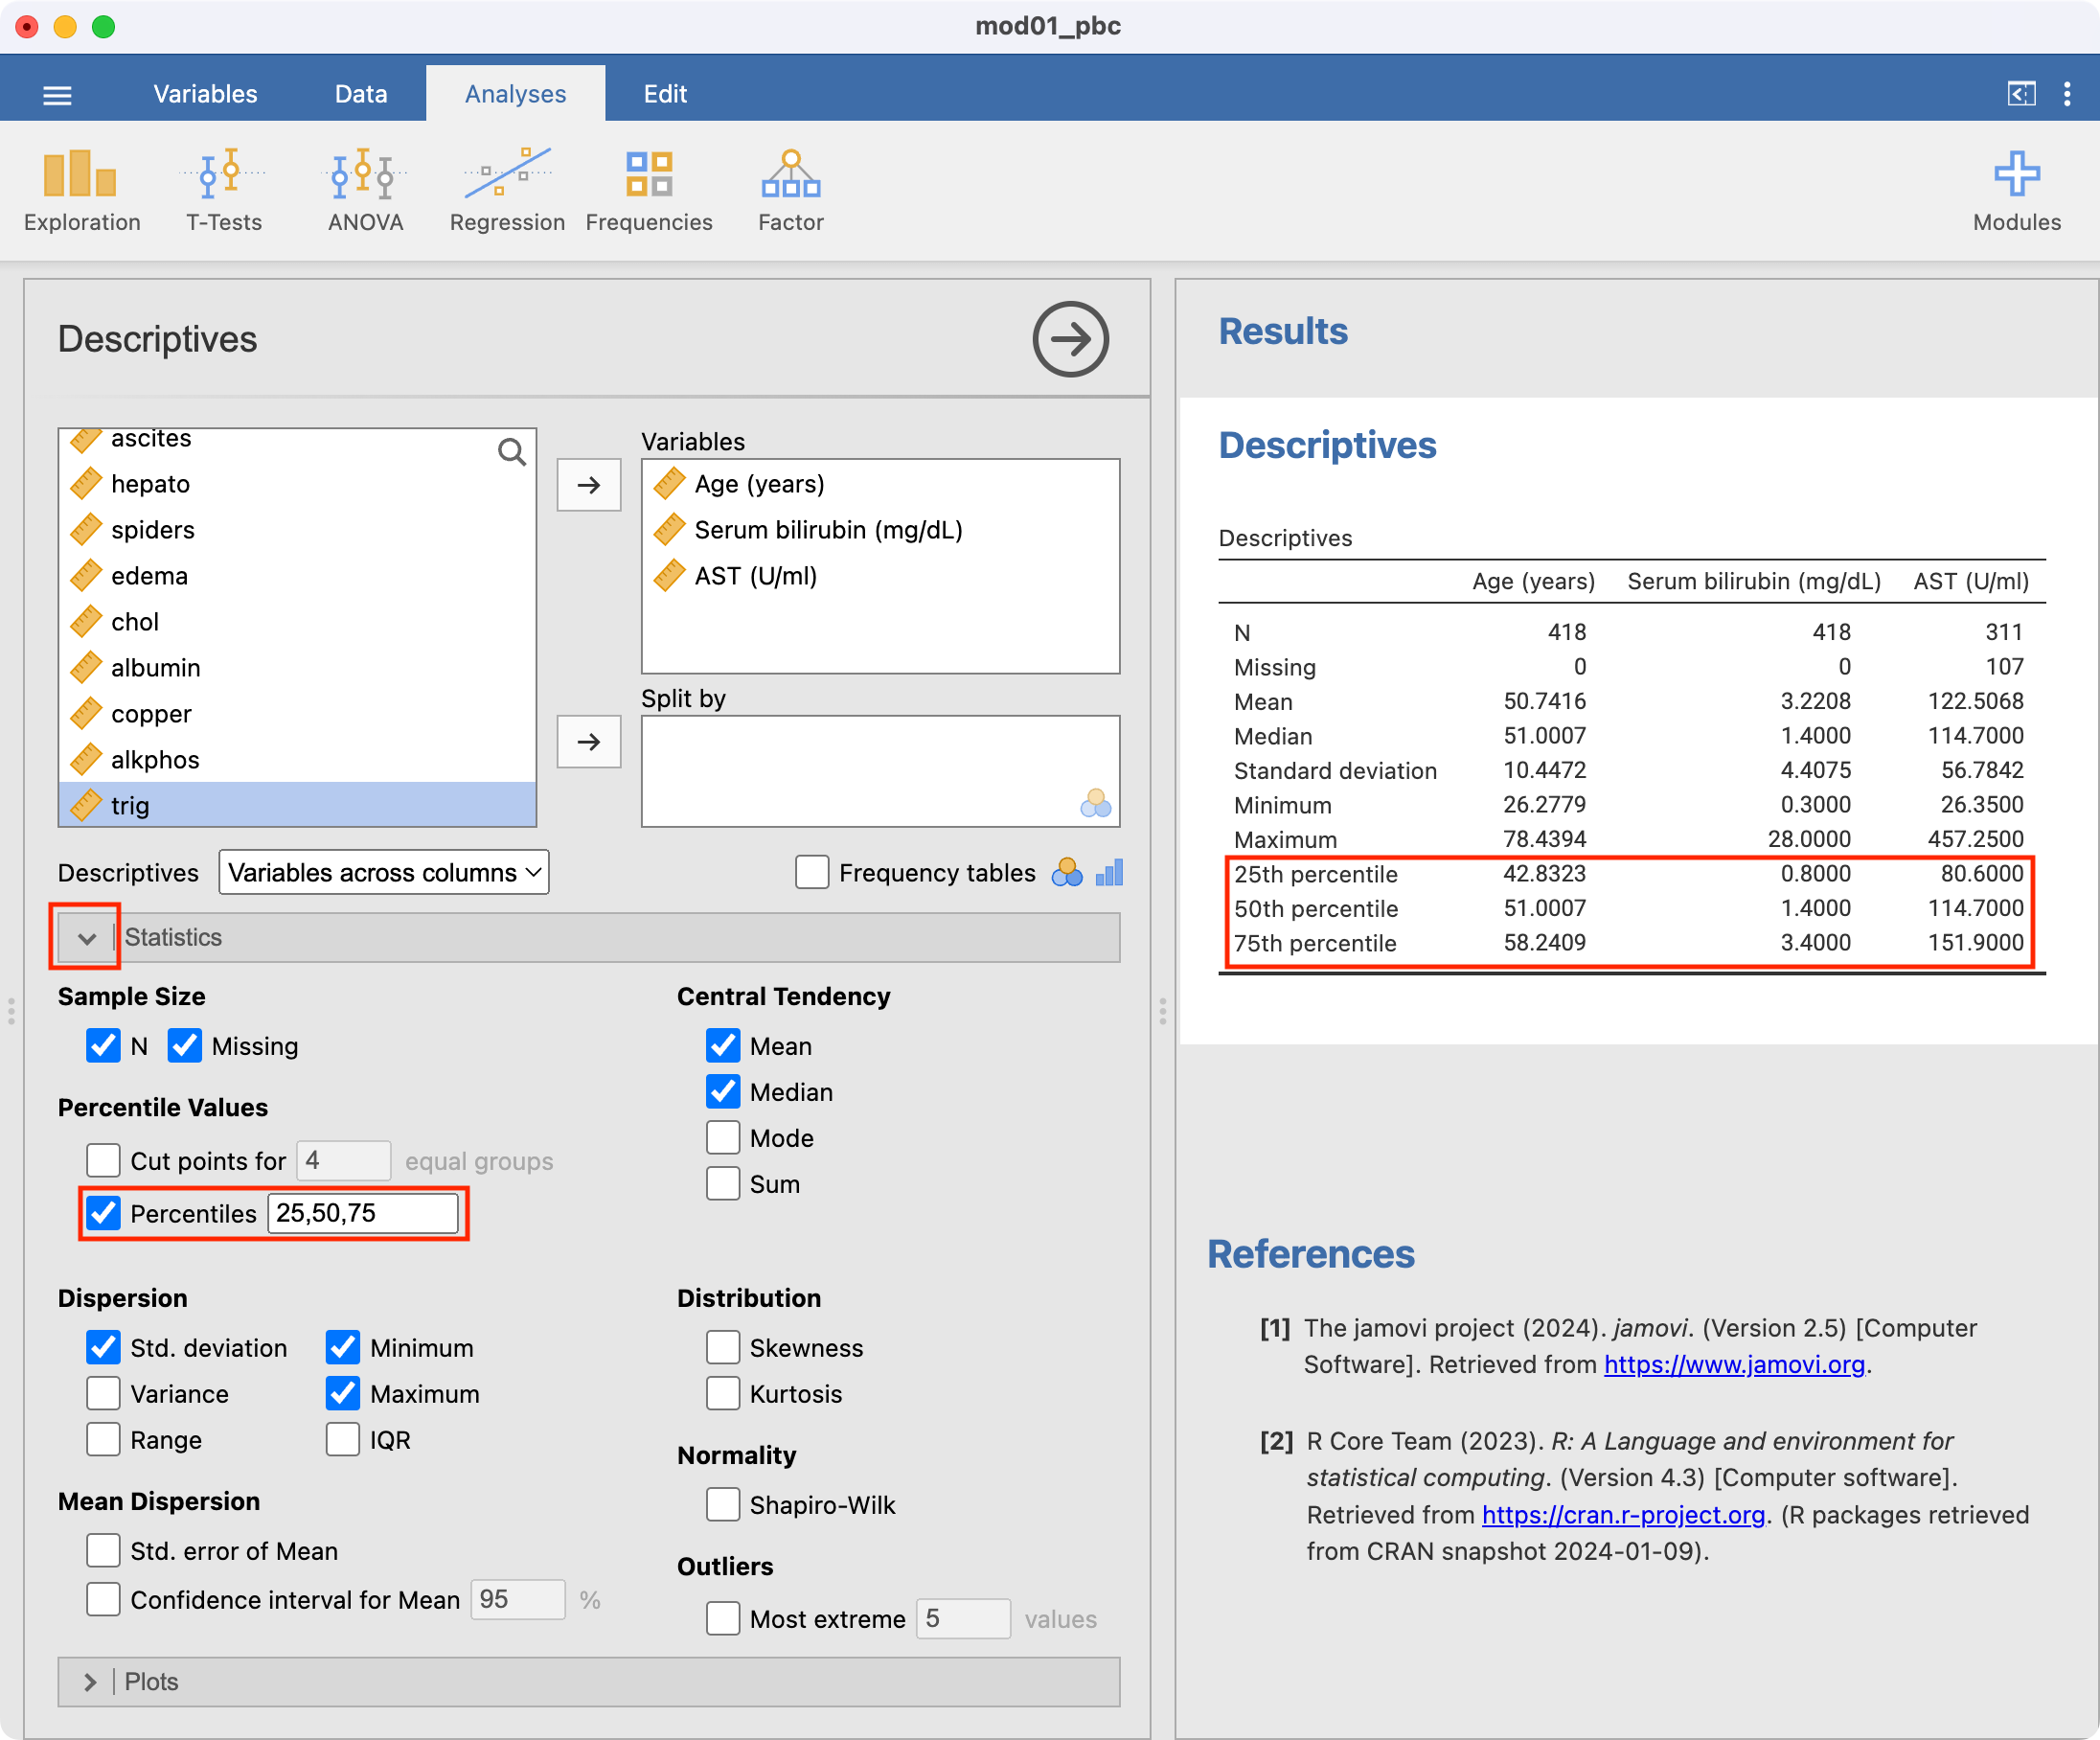 mod01_pbc
Variables Data Analyses Edit
Exploration T-Tests ANOVA Regression Frequencies Factor Modules
Descriptives
ascites
hepato
spiders
edema
chol
albumin
copper
alkphos
trig
Variables
Age (years)
Serum bilirubin (mg/dL)
AST (U/ml)
Split by
Descriptives Variables across columns Frequency tables
Statistics
Sample Size
N Missing
Percentile Values
Cut points for 4 equal groups
Percentiles 25,50,75
Central Tendency
Mean
Median
Mode
Sum
Dispersion
Std. deviation Minimum
Variance Maximum
Range IQR
Distribution
Skewness
Kurtosis
Mean Dispersion
Std. error of Mean
Confidence interval for Mean 95 %
Normality
Shapiro-Wilk
Outliers
Most extreme 5 values
Plots
Results
Descriptives
Descriptives
Age (years) Serum bilirubin (mg/dL) AST (U/ml)
N 418 418 311
Missing 0 0 107
Mean 50.7416 3.2208 122.5068
Median 51.0007 1.4000 114.7000
Standard deviation 10.4472 4.4075 56.7842
Minimum 26.2779 0.3000 26.3500
Maximum 78.4394 28.0000 457.2500
25th percentile 42.8323 0.8000 80.6000
50th percentile 51.0007 1.4000 114.7000
75th percentile 58.2409 3.4000 151.9000
References
[1] The jamovi project (2024). jamovi. (Version 2.5) [Computer
Software]. Retrieved from https://www.jamovi.org.
[2] R Core Team (2023). R: A Language and environment for
statistical computing. (Version 4.3) [Computer software].
Retrieved from https://cran.r-project.org. (R packages retrieved
from CRAN snapshot 2024-01-09).